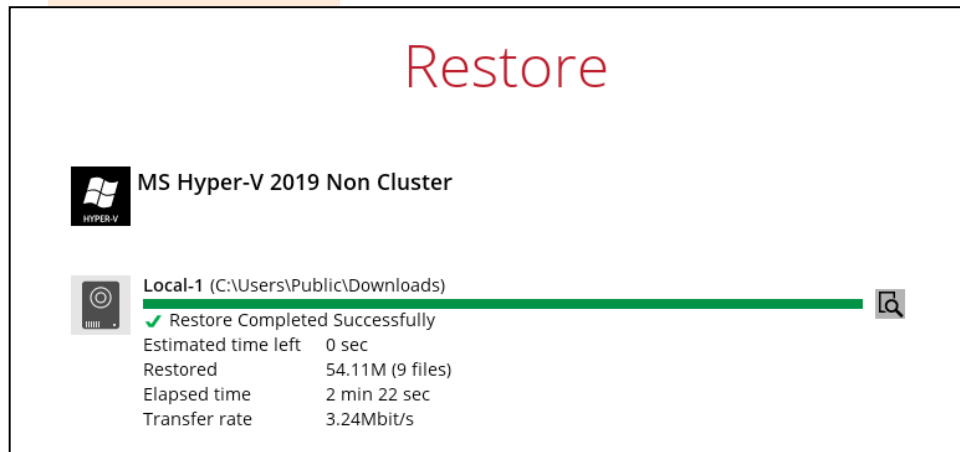 Restore
MS Hyper-V 2019 Non Cluster
HYPER-V
Local-1 (C:\Users\Public\Downloads)
Restore Completed Successfully
Estimated time left 0 sec
Restored 54.11M (9 files)
Elapsed time 2 min 22 sec
Transfer rate 3.24Mbit/s